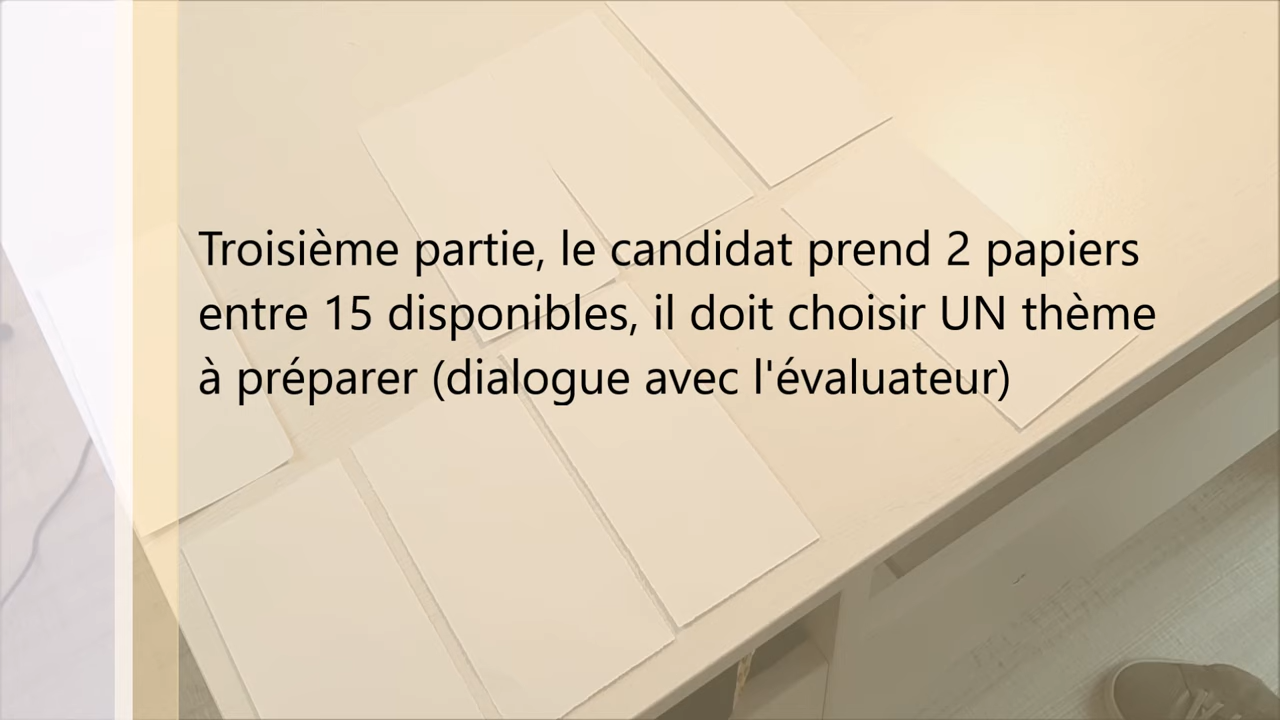 Troisième partie, le candidat prend 2 papiers
entre 15 disponibles, il doit choisir UN thème
à préparer (dialogue avec l'évaluateur)